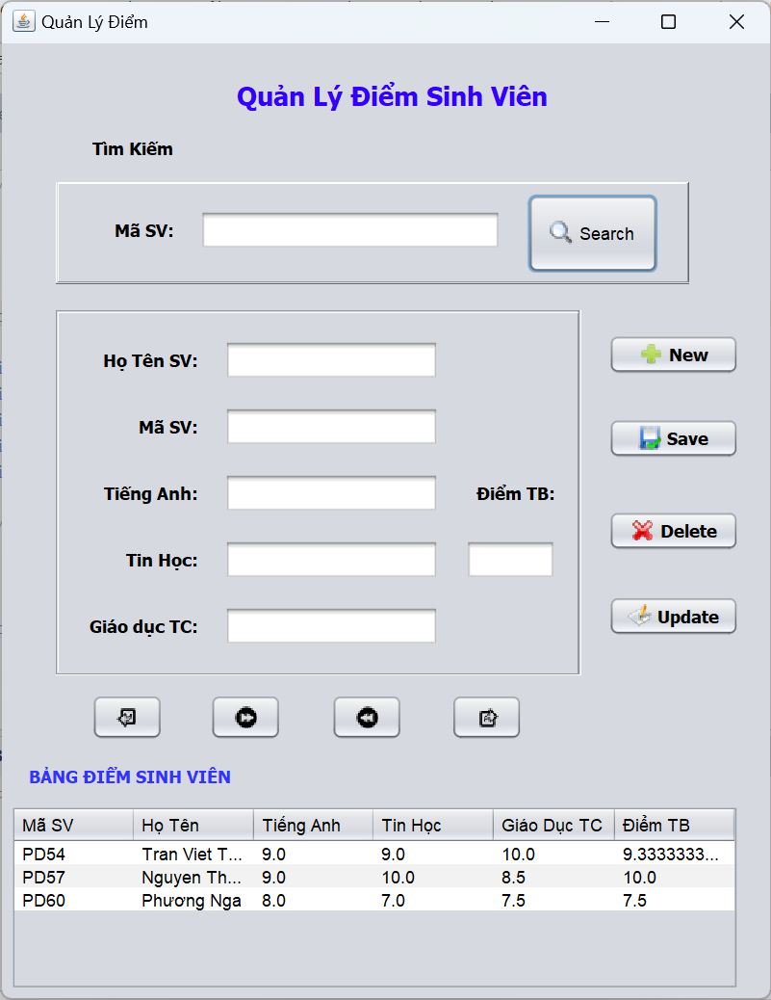 Quản Lý Điểm
Quản Lý Điểm Sinh Viên
Tìm Kiếm
Mã SV:
Search
Họ Tên SV:
New
Mã SV:
Save
Tiếng Anh:
Điểm TB:
Delete
Tin Học:
Giáo dục TC:
Update
BẢNG ĐIỂM SINH VIÊN
Mã SV Họ Tên Tiếng Anh Tin Học Giáo Dục TC Điểm TB
PD54 Tran Viet T... 9.0 9.0 10.0 9.3333333...
PD57 Nguyen Th... 9.0 10.0 8.5 10.0
PD60 Phương Nga 8.0 7.0 7.5 7.5